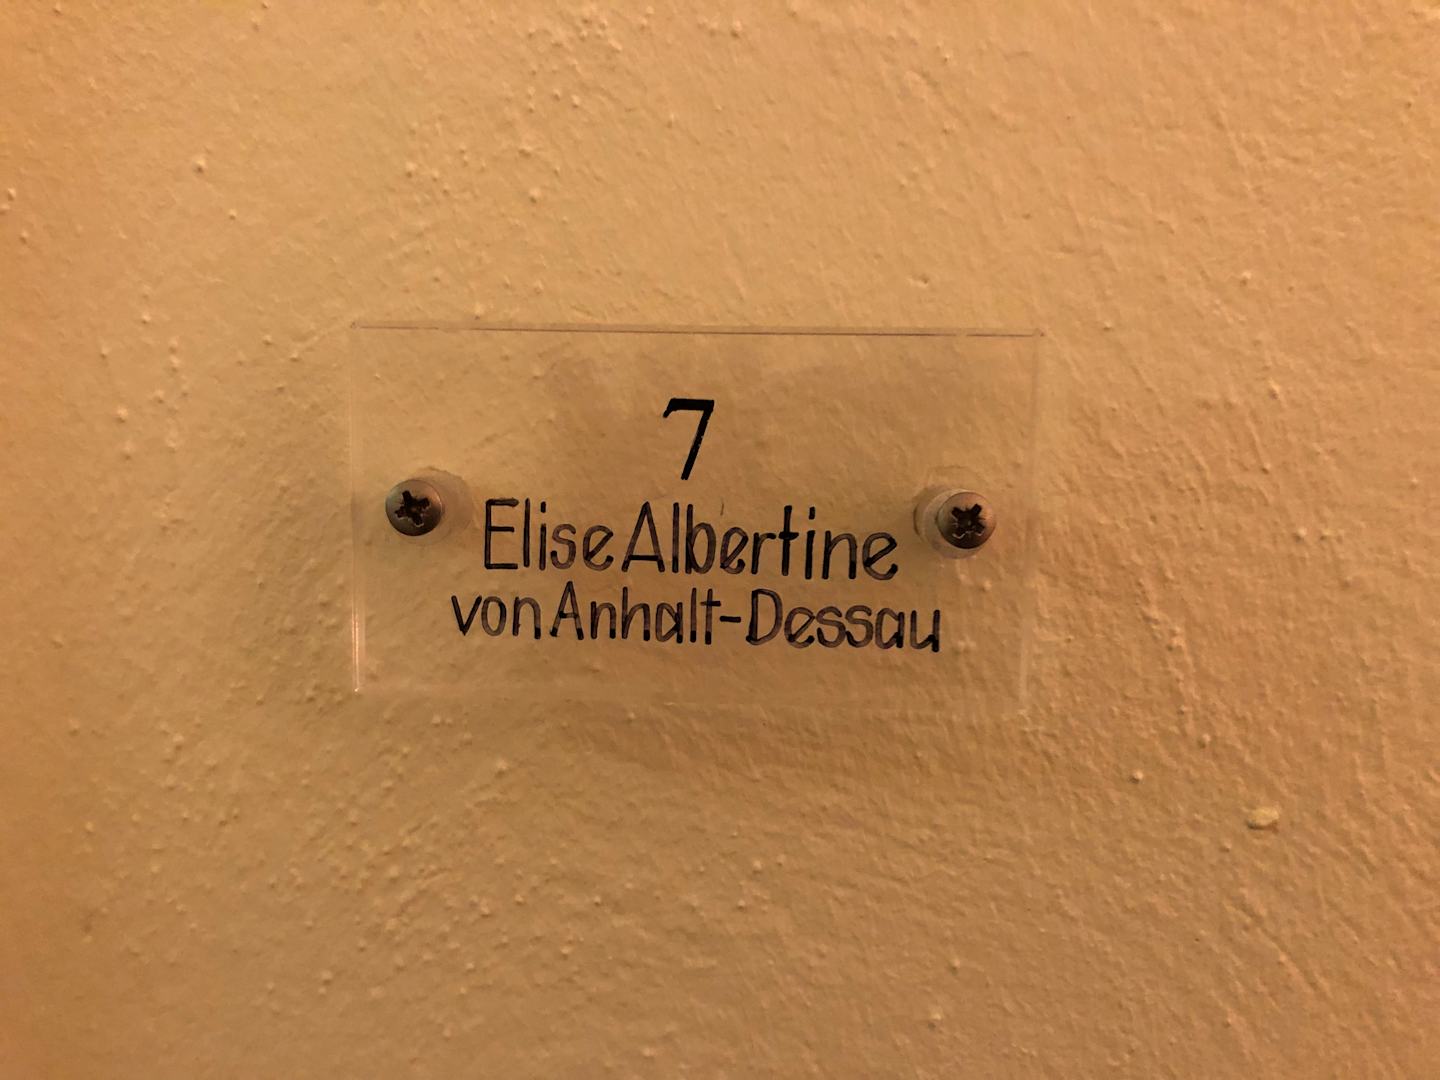 7
Elise Albertine
von Anhalt-Dessau